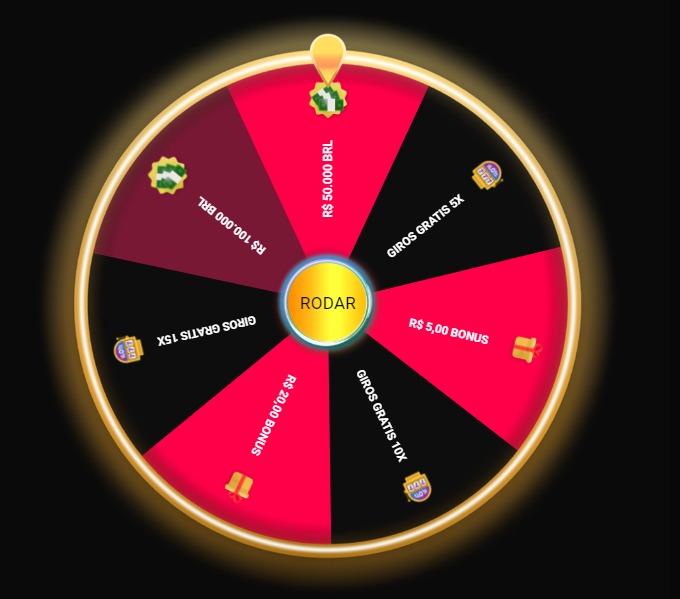 R$ 50.000 BRL
GIROS GRATIS 5X
R$ 5,00 BONUS
GIROS GRATIS 10X
R$ 20,00 BONUS
GIROS GRATIS 15X
R$ 100.000 BRL
RODAR